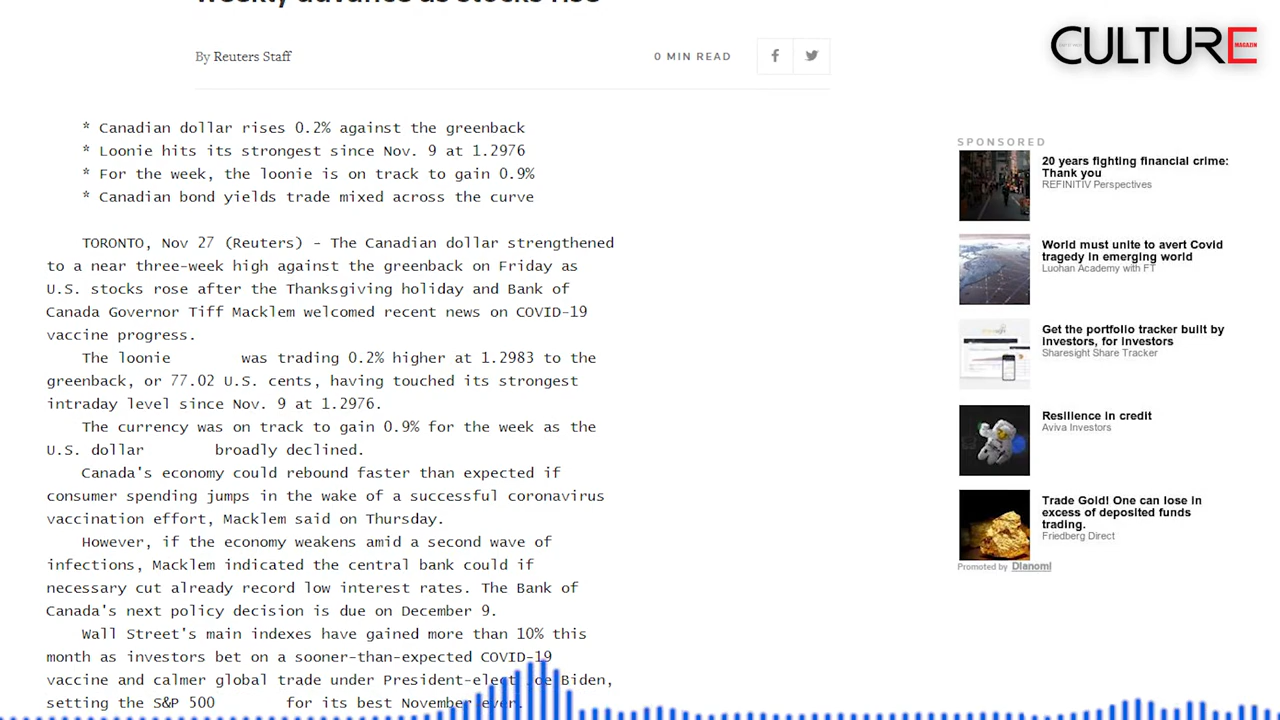 weekly advance as stocks rise
By Reuters Staff
0 MIN READ
CULTURE
MAGAZIN
* Canadian dollar rises 0.2% against the greenback
* Loonie hits its strongest since Nov. 9 at 1.2976
* For the week, the loonie is on track to gain 0.9%
* Canadian bond yields trade mixed across the curve
TORONTO, Nov 27 (Reuters) - The Canadian dollar strengthened
to a near three-week high against the greenback on Friday as
U.S. stocks rose after the Thanksgiving holiday and Bank of
Canada Governor Tiff Macklem welcomed recent news on COVID-19
vaccine progress.
The loonie was trading 0.2% higher at 1.2983 to the
greenback, or 77.02 U.S. cents, having touched its strongest
intraday level since Nov. 9 at 1.2976.
The currency was on track to gain 0.9% for the week as the
U.S. dollar broadly declined.
Canada's economy could rebound faster than expected if
consumer spending jumps in the wake of a successful coronavirus
vaccination effort, Macklem said on Thursday.
However, if the economy weakens amid a second wave of
infections, Macklem indicated the central bank could if
necessary cut already record low interest rates. The Bank of
Canada's next policy decision is due on December 9.
Wall Street's main indexes have gained more than 10% this
month as investors bet on a sooner-than-expected COVID-19
vaccine and calmer global trade under President-elect Joe Biden,
setting the S&P 500 for its best November ever.
SPONSORED
20 years fighting financial crime:
Thank you
REFINITIV Perspectives
World must unite to avert Covid
tragedy in emerging world
Luohan Academy with FT
Get the portfolio tracker built by
investors, for investors
Sharesight Share Tracker
Resilience in credit
Aviva Investors
Trade Gold! One can lose in
excess of deposited funds
trading.
Friedberg Direct
Promoted by Dianomi